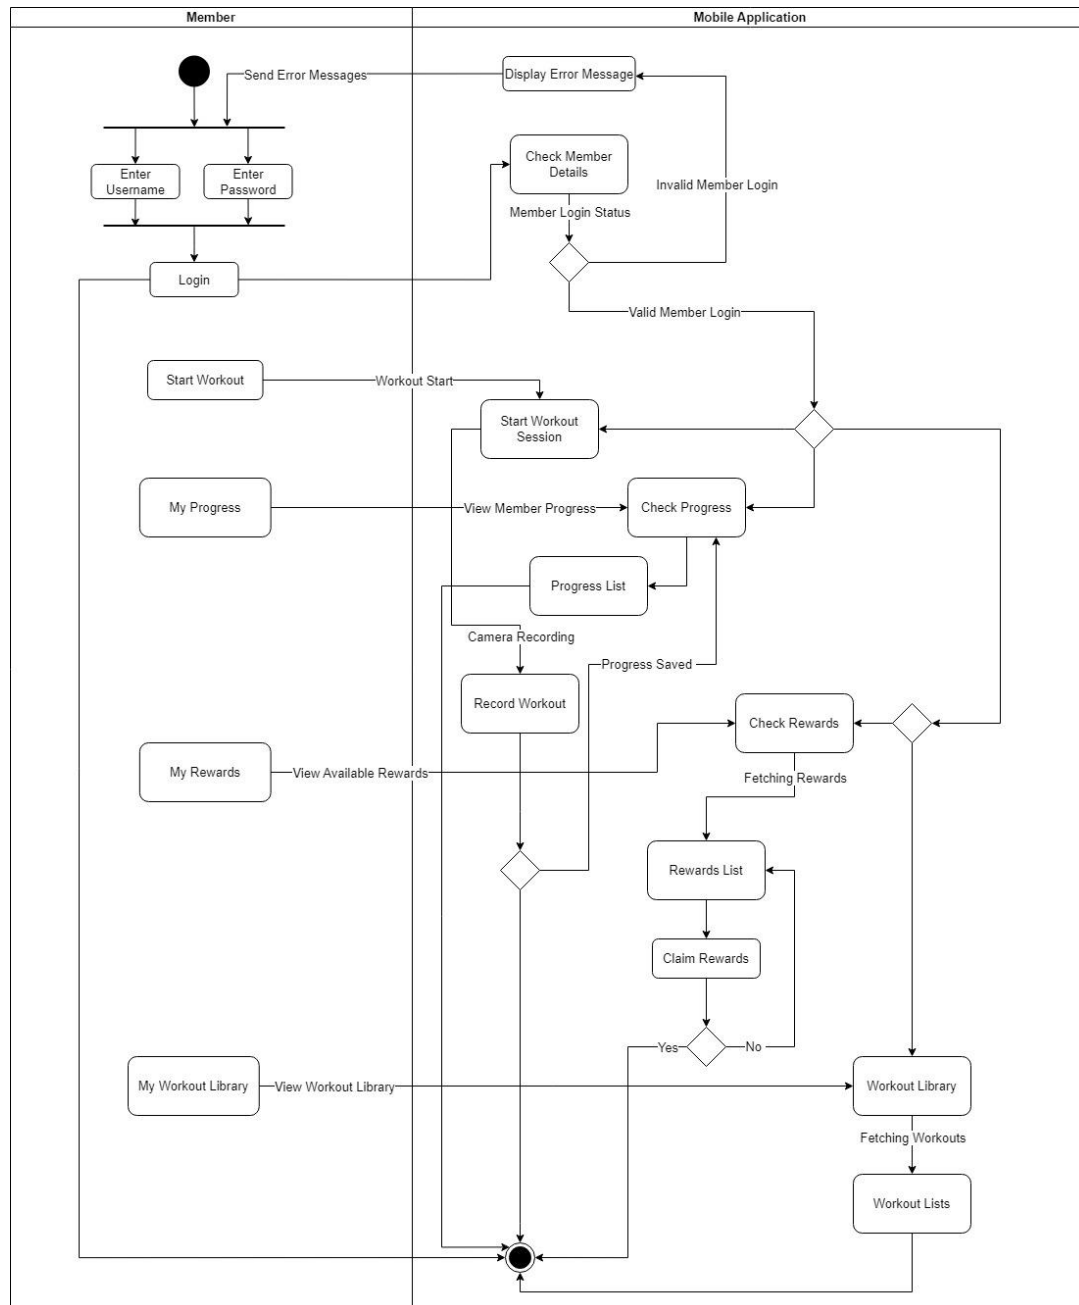 Member
Mobile Application
Send Error Messages
Display Error Message
Check Member
Details
Enter
Username
Enter
Password
Invalid Member Login
Member Login Status
Login
Valid Member Login
Start Workout
Workout Start
Start Workout
Session
My Progress
View Member Progress
Check Progress
Progress List
Camera Recording
Progress Saved
Record Workout
Check Rewards
My Rewards
View Available Rewards
Fetching Rewards
Rewards List
Claim Rewards
Yes
No
My Workout Library
View Workout Library
Workout Library
Fetching Workouts
Workout Lists